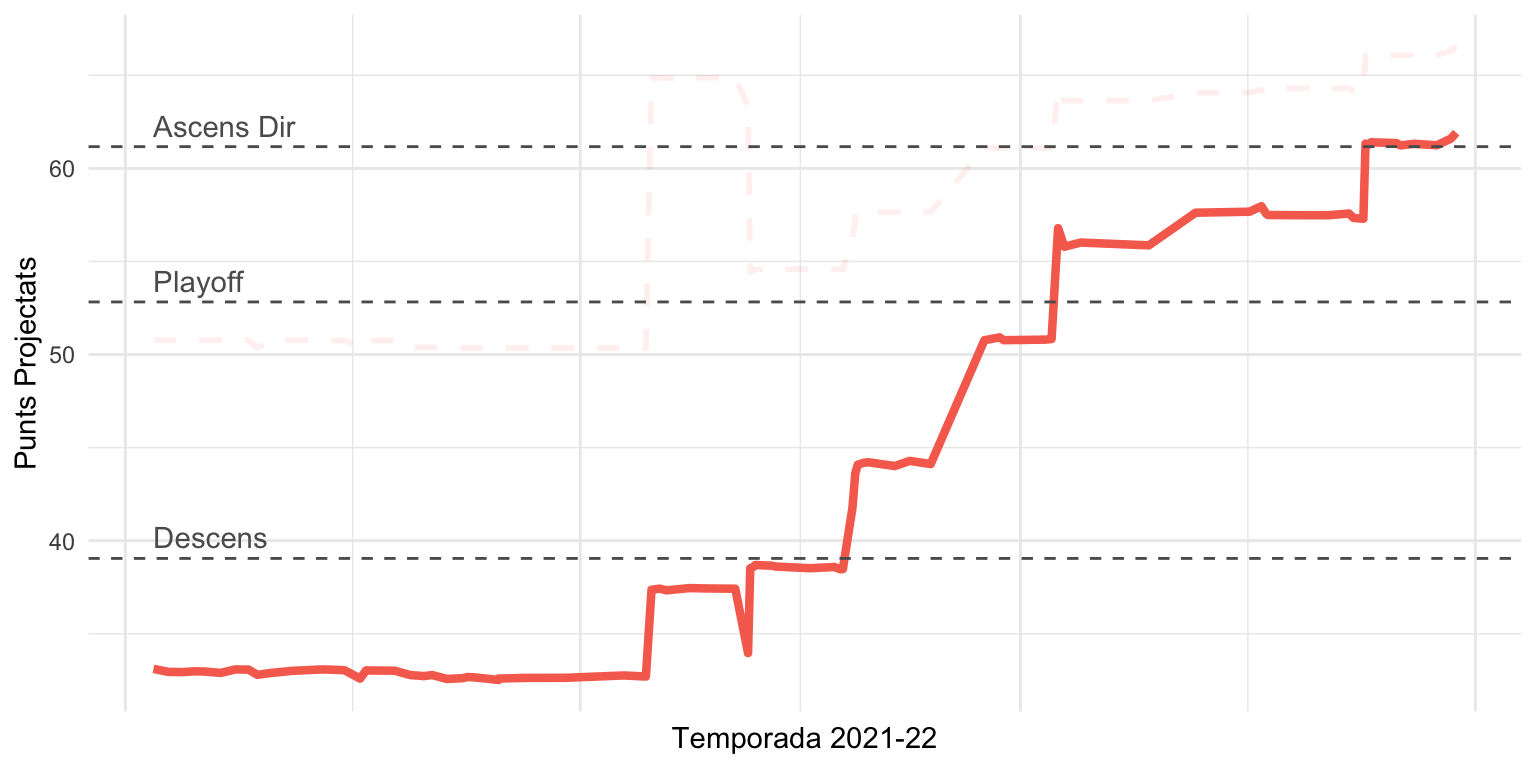 Ascens Dir
60
Playoff
50
Descens
40
Punts Projectats
Temporada 2021-22